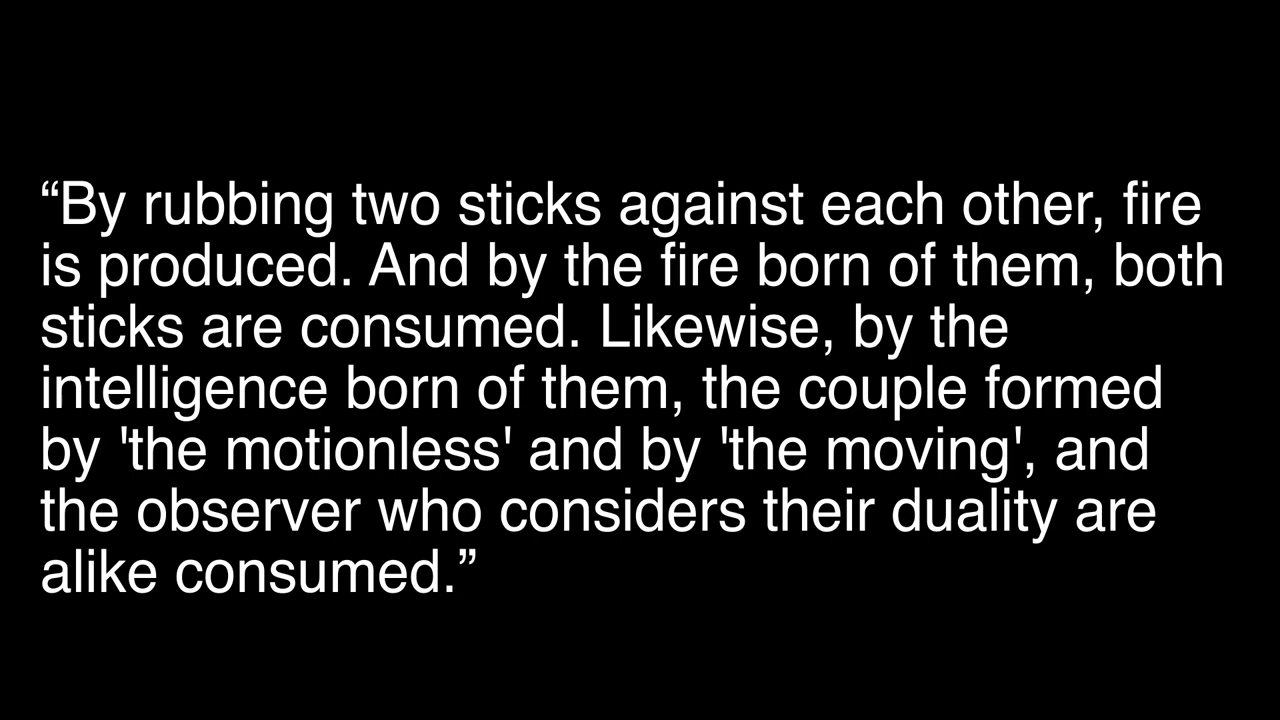 “By rubbing two sticks against each other, fire
is produced. And by the fire born of them, both
sticks are consumed. Likewise, by the
intelligence born of them, the couple formed
by 'the motionless' and by 'the moving', and
the observer who considers their duality are
alike consumed.”